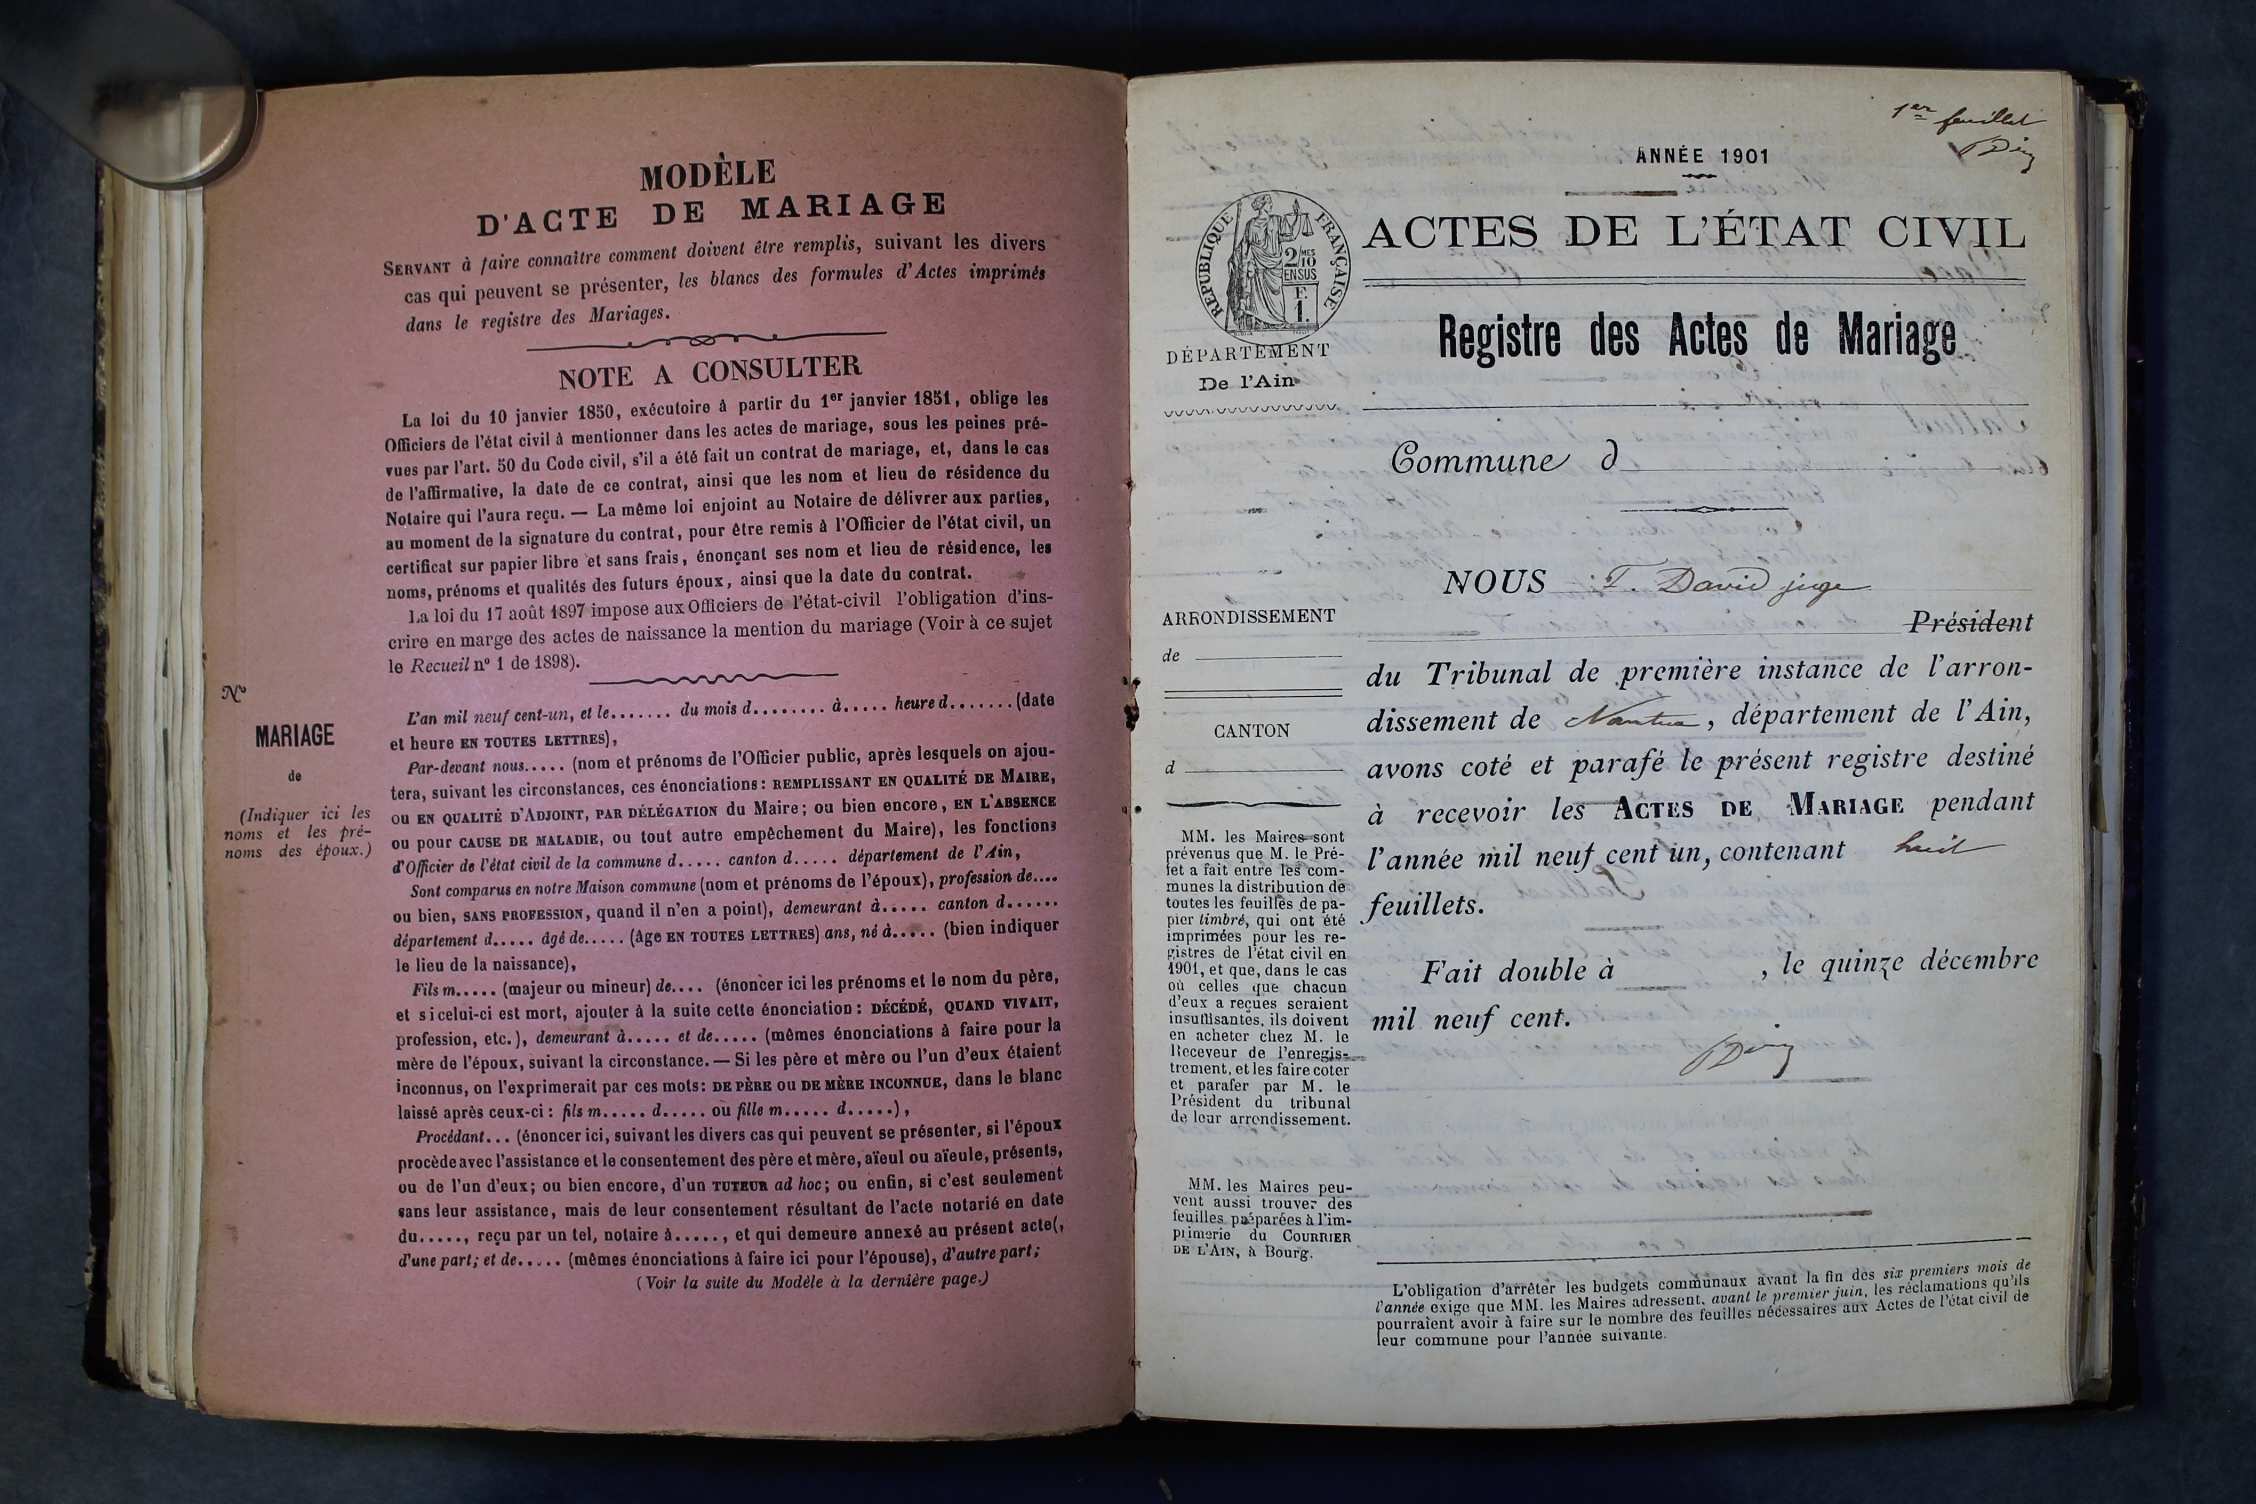 MODÈLE
D'ACTE DE MARIAGE
SERVANT à faire connaître comment doivent être remplis, suivant les divers
cas qui peuvent se présenter, les blancs des formules d'Actes imprimés
dans le registre des Mariages.
NOTE A CONSULTER
La loi du 10 janvier 1850, exécutoire à partir du 1er janvier 1851, oblige les
Officiers de l'état civil à mentionner dans les actes de mariage, sous les peines pré-
vues par l'art. 50 du Code civil, s'il a été fait un contrat de mariage, et, dans le cas
de l'affirmative, la date de ce contrat, ainsi que les nom et lieu de résidence du
Notaire qui l'aura reçu. — La même loi enjoint au Notaire de délivrer aux parties,
au moment de la signature du contrat, pour être remis à l'Officier de l'état civil, un
certificat sur papier libre et sans frais, énonçant ses nom et lieu de résidence, les
noms, prénoms et qualités des futurs époux, ainsi que la date du contrat.
La loi du 17 août 1897 impose aux Officiers de l'état-civil l'obligation d'ins-
crire en marge des actes de naissance la mention du mariage (Voir à ce sujet
le Recueil nº 1 de 1898).
Nº
MARIAGE
de
(Indiquer ici les
noms et les pré-
noms des époux.)
L'an mil neuf cent-un, et le....... du mois d........ à..... heure d....... (date
et heure EN TOUTES LETTRES),
Par-devant nous..... (nom et prénoms de l'Officier public, après lesquels on ajou-
tera, suivant les circonstances, ces énonciations: REMPLISSANT EN QUALITÉ DE MAIRE,
ou EN QUALITÉ D'ADJOINT, PAR DÉLÉGATION du Maire; ou bien encore, EN L'ABSENCE
ou pour CAUSE DE MALADIE, ou tout autre empêchement du Maire), les fonctions
d'Officier de l'état civil de la commune d..... canton d..... département de l'Ain,
Sont comparus en notre Maison commune (nom et prénoms de l'époux), profession de....
ou bien, SANS PROFESSION, quand il n'en a point), demeurant à..... canton d......
département d..... âgé de..... (âge EN TOUTES LETTRES) ans, né à..... (bien indiquer
le lieu de la naissance),
Fils m..... (majeur ou mineur) de.... (énoncer ici les prénoms et le nom du père,
et si celui-ci est mort, ajouter à la suite cette énonciation: DÉCÉDÉ, QUAND VIVAIT,
profession, etc.), demeurant à..... et de..... (mêmes énonciations à faire pour la
mère de l'époux, suivant la circonstance. — Si les père et mère ou l'un d'eux étaient
inconnus, on l'exprimerait par ces mots: DE PÈRE OU DE MÈRE INCONNUE, dans le blanc
laissé après ceux-ci: fils m..... d..... ou fille m..... d.....),
Procédant... (énoncer ici, suivant les divers cas qui peuvent se présenter, si l'époux
procède avec l'assistance et le consentement des père et mère, aïeul ou aïeule, présents,
ou de l'un d'eux; ou bien encore, d'un TUTEUR ad hoc; ou enfin, si c'est seulement
sans leur assistance, mais de leur consentement résultant de l'acte notarié en date
du....., reçu par un tel, notaire à....., et qui demeure annexé au présent acte(,
d'une part; et de..... (mêmes énonciations à faire ici pour l'épouse), d'autre part;
(Voir la suite du Modèle à la dernière page.)
1er feuillet
ANNÉE 1901
RÉPUBLIQUE FRANÇAISE
2/MES
10
EN SUS
F.
1.
ACTES DE L'ÉTAT CIVIL
Registre des Actes de Mariage
DÉPARTEMENT
De l'Ain
Commune d
NOUS F. David juge
Président
ARRONDISSEMENT
de
CANTON
d
du Tribunal de première instance de l'arron-
dissement de Nantua, département de l'Ain,
avons coté et parafé le présent registre destiné
à recevoir les ACTES DE MARIAGE pendant
l'année mil neuf cent un, contenant huit
feuillets.
Fait double à , le quinze décembre
mil neuf cent.
MM. les Maires sont
prévenus que M. le Pré-
fet a fait entre les com-
munes la distribution de
toutes les feuilles de pa-
pier timbré, qui ont été
imprimées pour les re-
gistres de l'état civil en
1901, et que, dans le cas
où celles que chacun
d'eux a reçues seraient
insuffisantes, ils doivent
en acheter chez M. le
Receveur de l'enregis-
trement, et les faire coter
et parafer par M. le
Président du tribunal
de leur arrondissement.
MM. les Maires peu-
vent aussi trouver des
feuilles préparées à l'im-
primerie du COURRIER
DE L'AIN, à Bourg.
L'obligation d'arrêter les budgets communaux avant la fin des six premiers mois de
l'année exige que MM. les Maires adressent, avant le premier juin, les réclamations qu'ils
pourraient avoir à faire sur le nombre des feuilles nécessaires aux Actes de l'état civil de
leur commune pour l'année suivante.